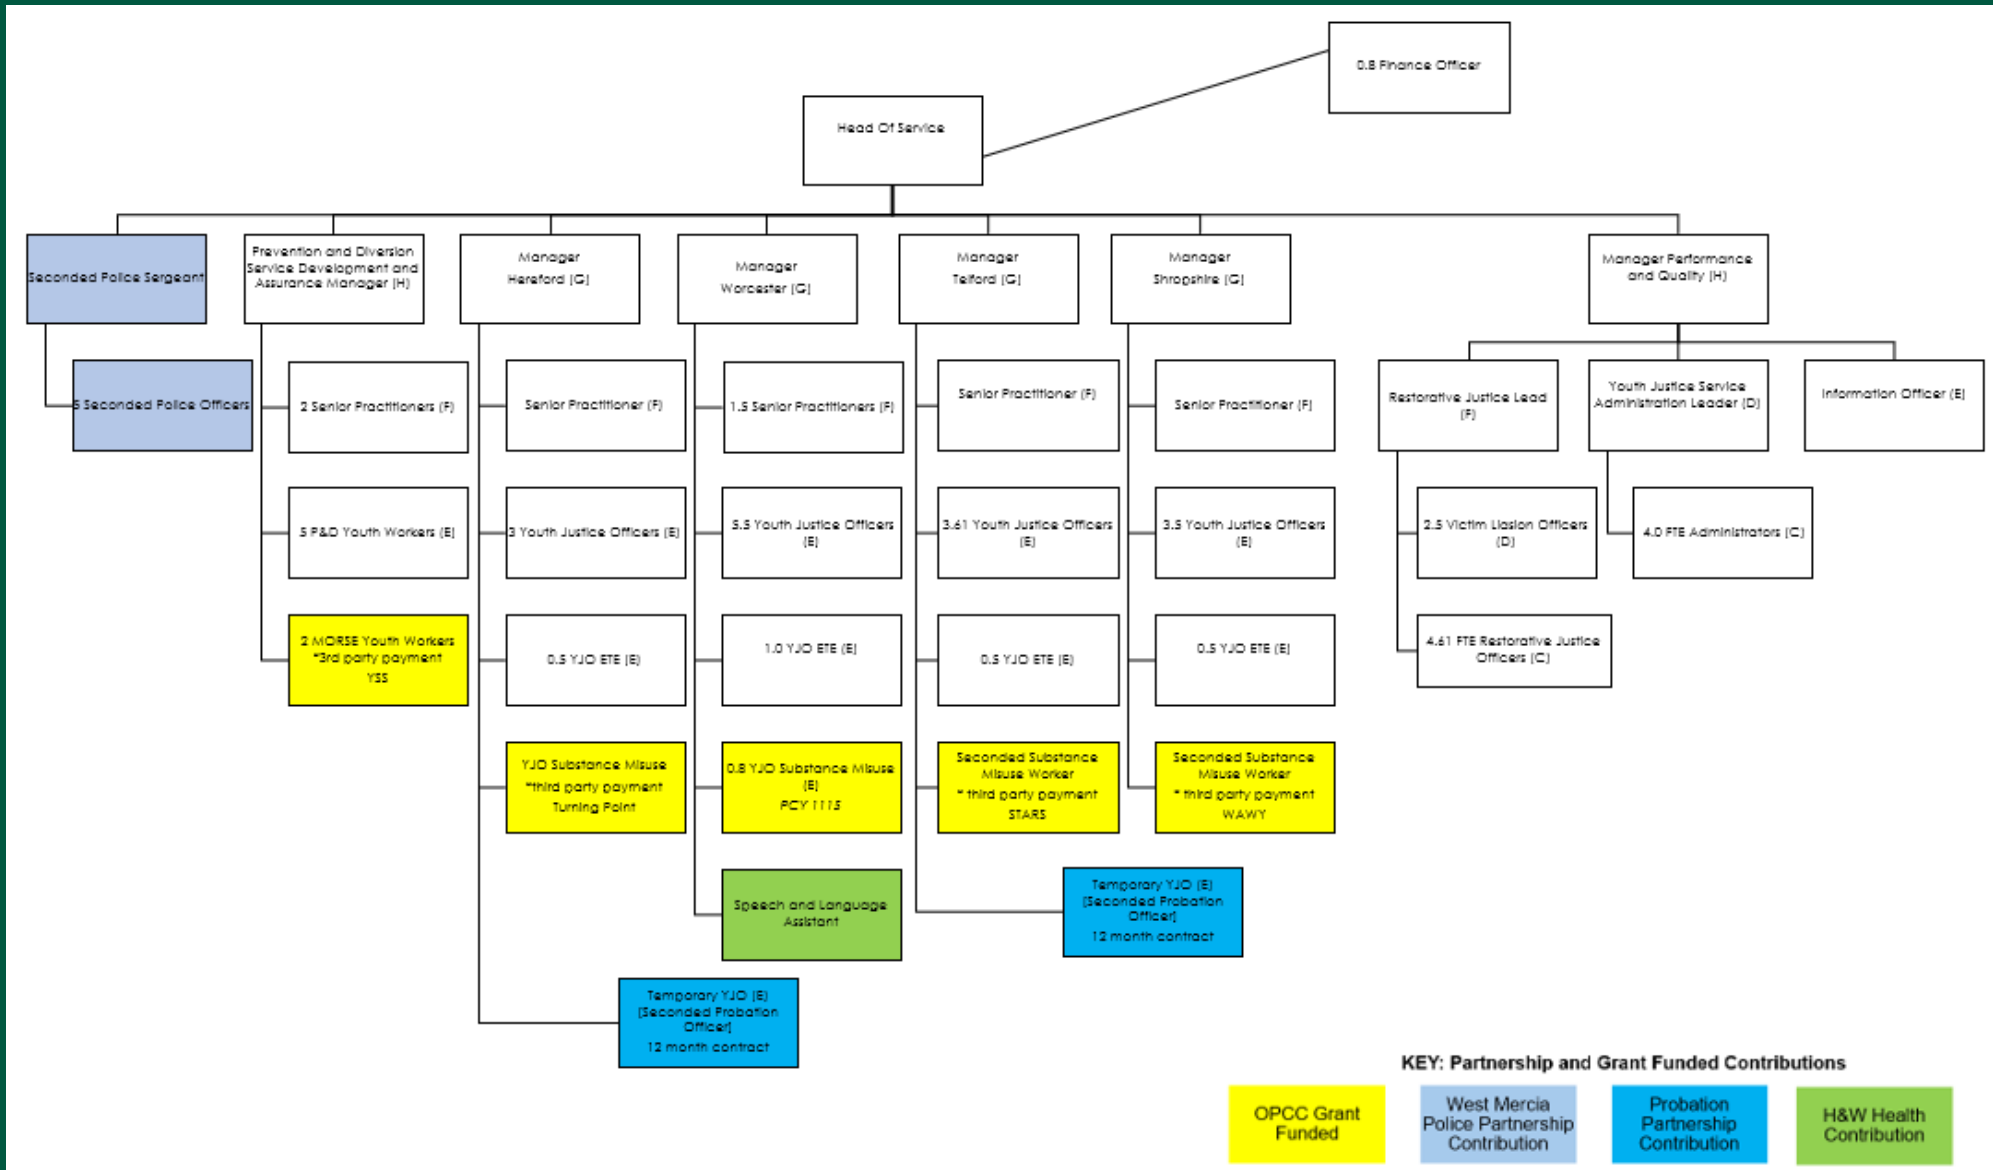 0.8 Finance Officer
Head Of Service
Seconded Police Sergeant
Prevention and Diversion
Service Development and
Assurance Manager (H)
Manager
Hereford (G)
Manager
Worcester (G)
Manager
Telford (G)
Manager
Shropshire (G)
Manager Performance
and Quality (H)
5 Seconded Police Officers
2 Senior Practitioners (F)
Senior Practitioner (F)
1.5 Senior Practitioners (F)
Senior Practitioner (F)
Senior Practitioner (F)
Restorative Justice Lead
(F)
Youth Justice Service
Administration Leader (D)
Information Officer (E)
5 P&D Youth Workers (E)
3 Youth Justice Officers (E)
5.5 Youth Justice Officers
(E)
3.61 Youth Justice Officers
(E)
3.5 Youth Justice Officers
(E)
2.5 Victim Liasion Officers
(D)
4.0 FTE Administrators (C)
2 MORSE Youth Workers
*3rd party payment
YSS
0.5 YJO ETE (E)
1.0 YJO ETE (E)
0.5 YJO ETE (E)
0.5 YJO ETE (E)
4.61 FTE Restorative Justice
Officers (C)
YJO Substance Misuse
*third party payment
Turning Point
0.8 YJO Substance Misuse
(E)
PCY 1115
Seconded Substance
Misuse Worker
* third party payment
STARS
Seconded Substance
Misuse Worker
* third party payment
WAWY
Speech and Language
Assistant
Temporary YJO (E)
[Seconded Probation
Officer]
12 month contract
Temporary YJO (E)
[Seconded Probation
Officer]
12 month contract
KEY: Partnership and Grant Funded Contributions
OPCC Grant
Funded
West Mercia
Police Partnership
Contribution
Probation
Partnership
Contribution
H&W Health
Contribution